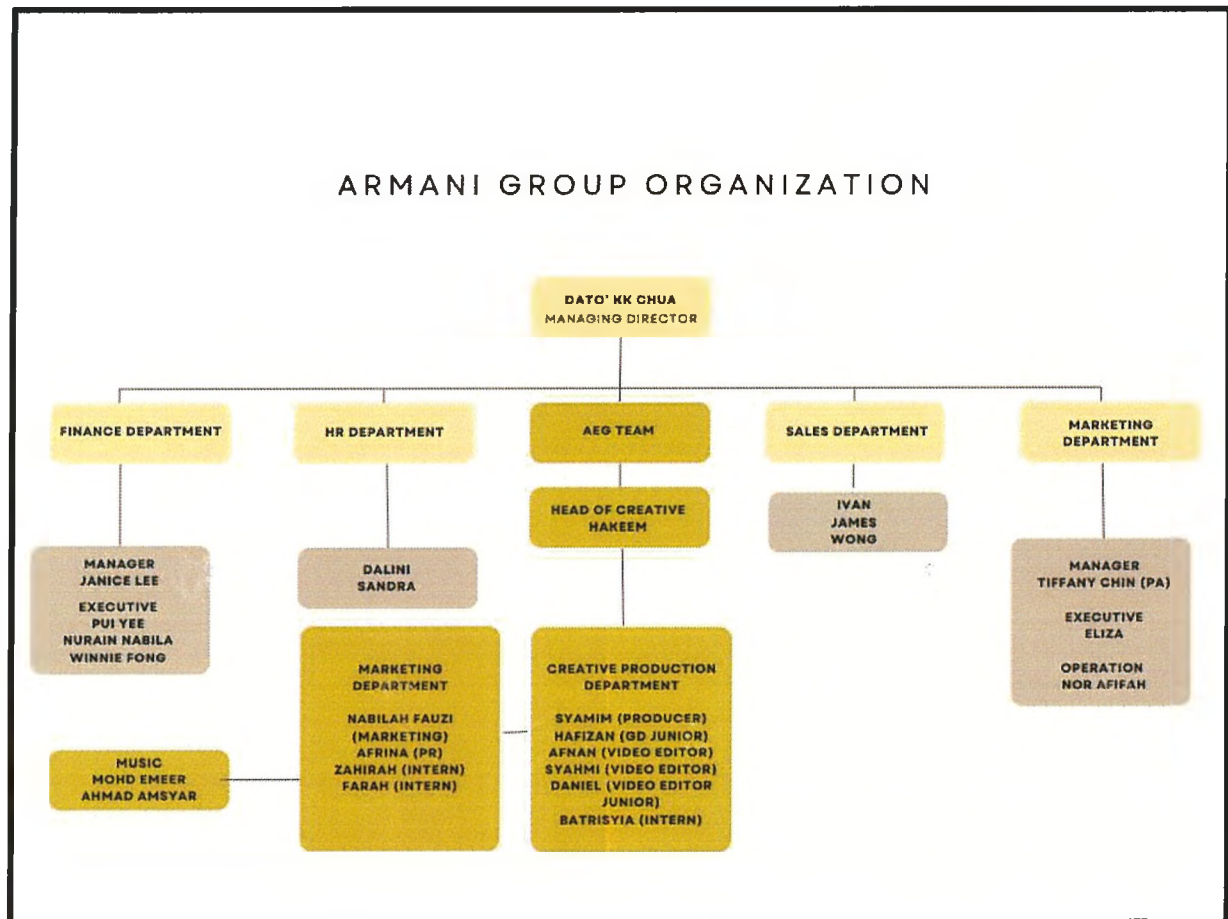 ARMANI GROUP ORGANIZATION
DATO' KK CHUA
MANAGING DIRECTOR
FINANCE DEPARTMENT
HR DEPARTMENT
AEG TEAM
SALES DEPARTMENT
MARKETING
DEPARTMENT
HEAD OF CREATIVE
HAKEEM
IVAN
JAMES
WONG
MANAGER
JANICE LEE
EXECUTIVE
PUI YEE
NURAIN NABILA
WINNIE FONG
DALINI
SANDRA
MANAGER
TIFFANY CHIN (PA)
EXECUTIVE
ELIZA
OPERATION
NOR AFIFAH
MARKETING
DEPARTMENT
NABILAH FAUZI
(MARKETING)
AFRINA (PR)
ZAHIRAH (INTERN)
FARAH (INTERN)
CREATIVE PRODUCTION
DEPARTMENT
SYAMIM (PRODUCER)
HAFIZAN (GD JUNIOR)
AFNAN (VIDEO EDITOR)
SYAHMI (VIDEO EDITOR)
DANIEL (VIDEO EDITOR
JUNIOR)
BATRISYIA (INTERN)
MUSIC
MOHD EMEER
AHMAD AMSYAR